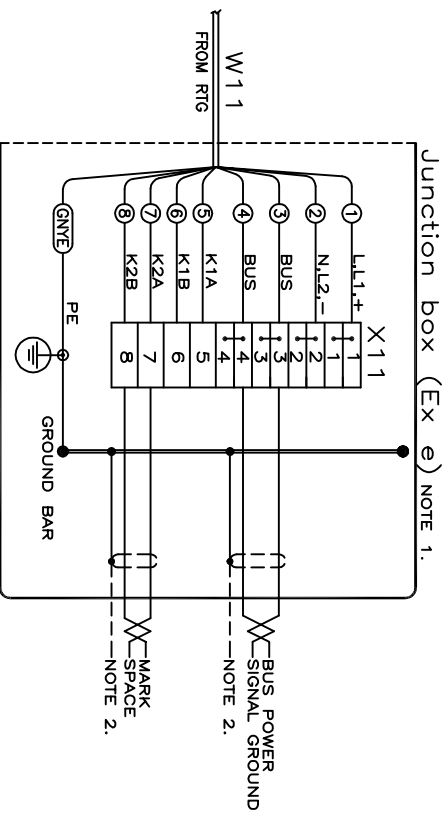 Junction box (Ex e) NOTE 1.
W11
FROM RTG
X11
1 L,L1,+ 1
1
2 N,L2,- 2
2
3 BUS 3
3
4 BUS 4
4
5 K1A 5
6 K1B 6
7 K2A 7
8 K2B 8
GNYE PE
GROUND BAR
BUS POWER
SIGNAL GROUND
NOTE 2.
MARK
SPACE
NOTE 2.